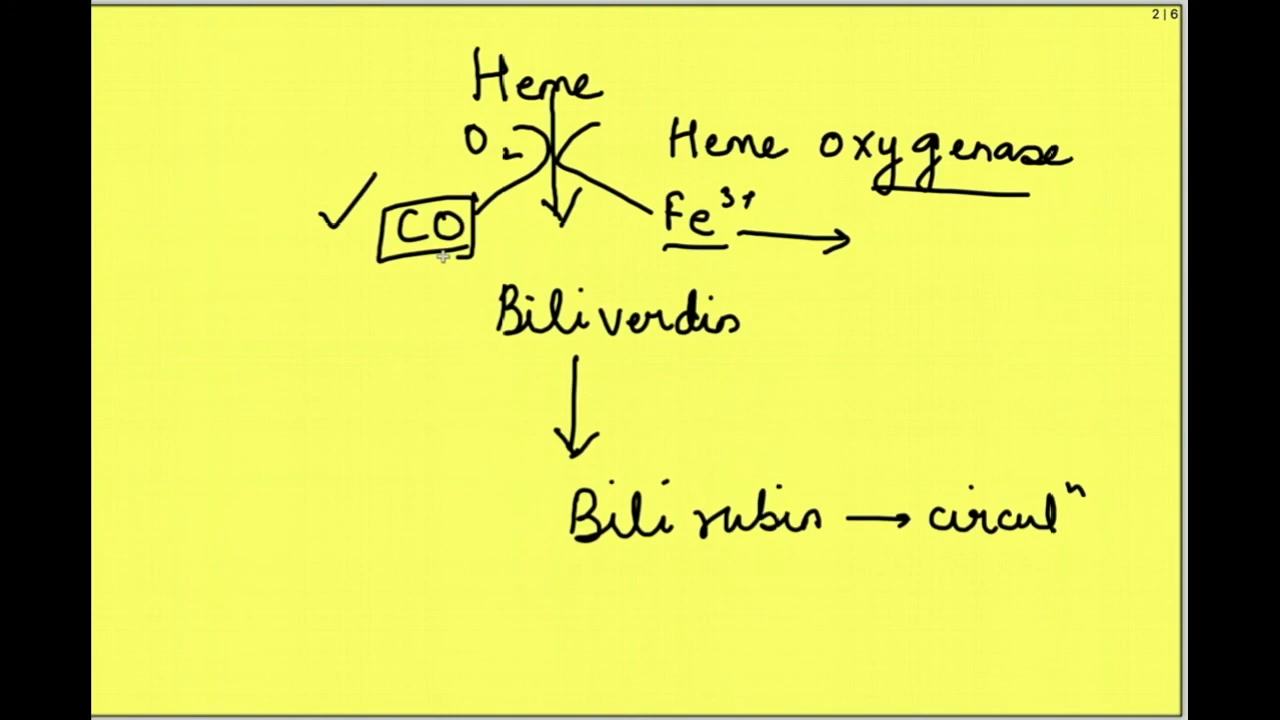 2|6
Heme
O2 Heme oxygenase
CO Fe3+ →
Biliverdin
Bilirubin → circulⁿ